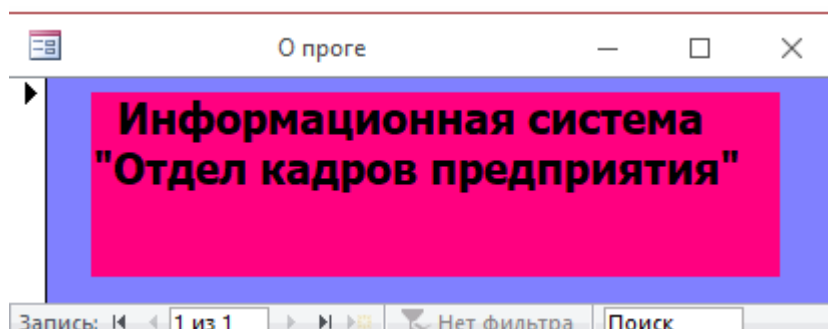 О проге
Информационная система
"Отдел кадров предприятия"
Запись: 1 из 1 Нет фильтра Поиск